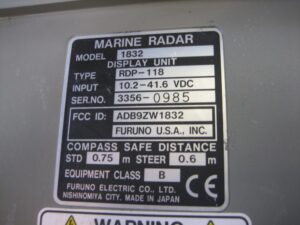 MARINE RADAR
MODEL 1832
DISPLAY UNIT
TYPE RDP-118
INPUT 10.2-41.6 VDC
SER.NO. 3356-0985
FCC ID: ADB9ZW1832
FURUNO U.S.A., INC.
COMPASS SAFE DISTANCE
STD 0.75 m STEER 0.6 m
EQUIPMENT CLASS B
FURUNO ELECTRIC CO., LTD.
NISHINOMIYA CITY. MADE IN JAPAN
CE
WARNING